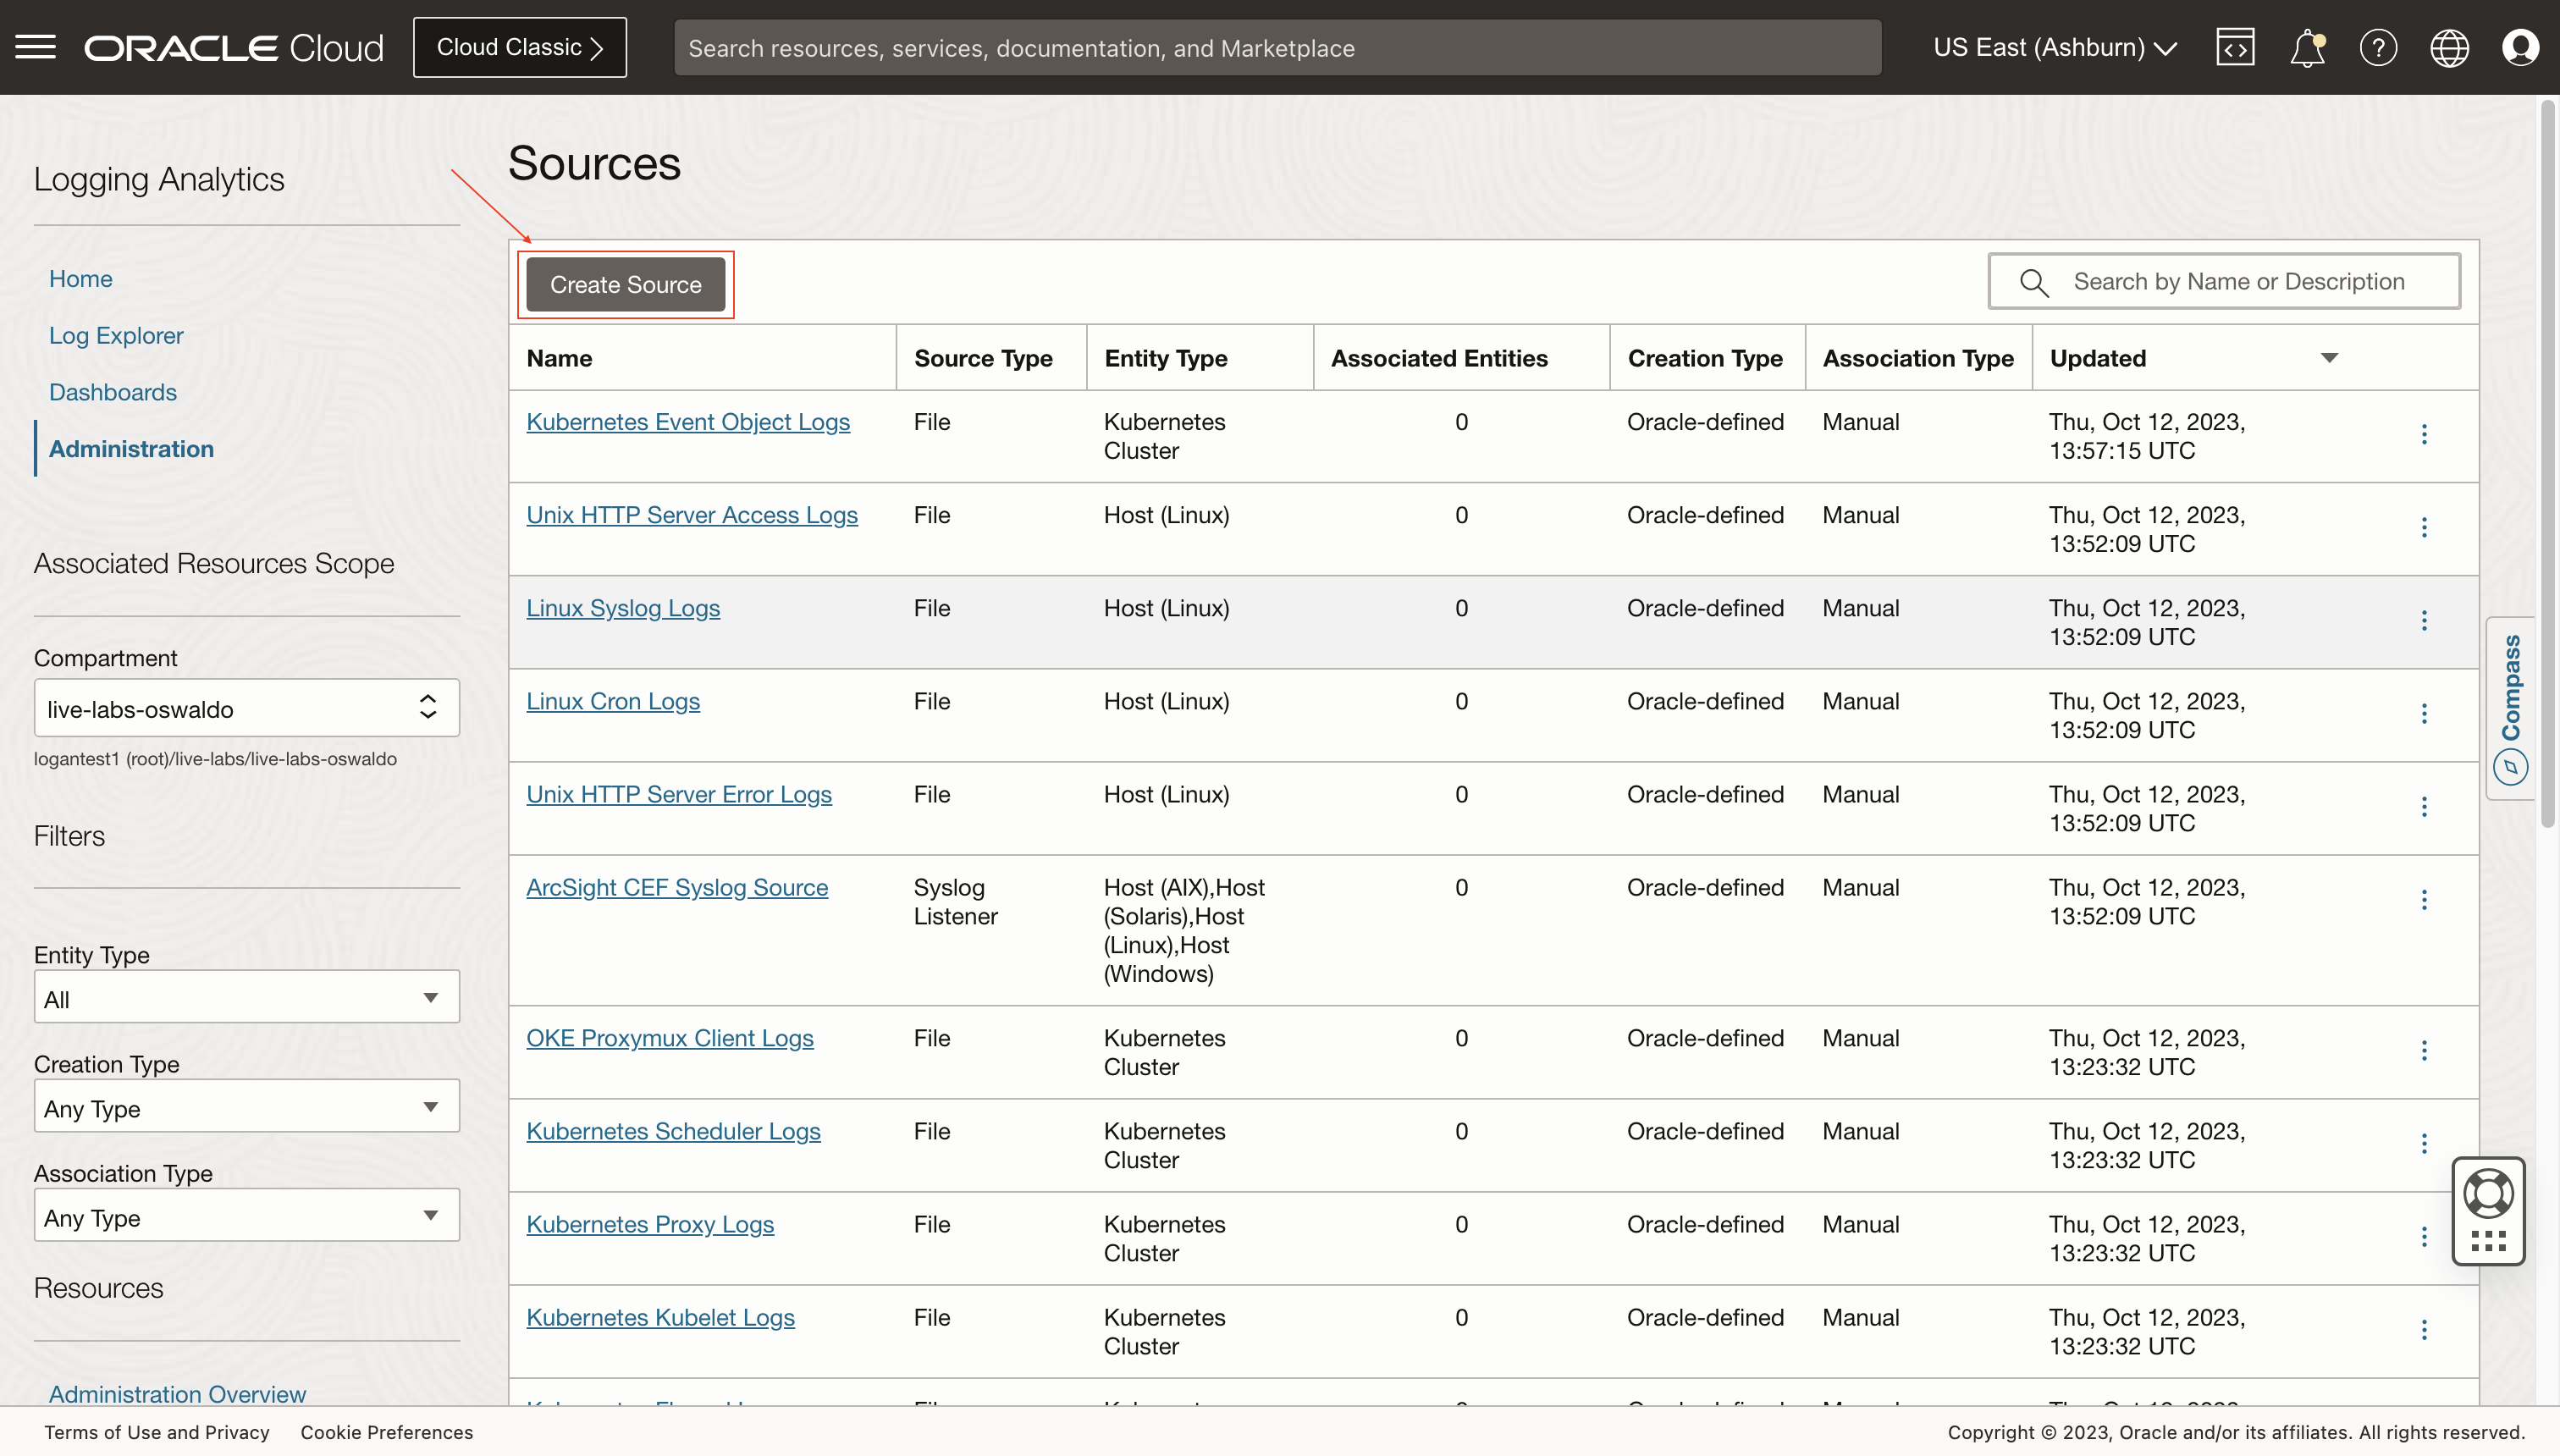 ORACLE Cloud
Cloud Classic
Search resources, services, documentation, and Marketplace
US East (Ashburn)
Logging Analytics
Home
Log Explorer
Dashboards
Administration
Associated Resources Scope
Compartment
live-labs-oswaldo
logantest1 (root)/live-labs/live-labs-oswaldo
Filters
Entity Type
All
Creation Type
Any Type
Association Type
Any Type
Resources
Administration Overview
Sources
Create Source
Search by Name or Description
Name Source Type Entity Type Associated Entities Creation Type Association Type Updated
Kubernetes Event Object Logs File Kubernetes 0 Oracle-defined Manual Thu, Oct 12, 2023,
Cluster 13:57:15 UTC
Unix HTTP Server Access Logs File Host (Linux) 0 Oracle-defined Manual Thu, Oct 12, 2023,
13:52:09 UTC
Linux Syslog Logs File Host (Linux) 0 Oracle-defined Manual Thu, Oct 12, 2023,
13:52:09 UTC
Linux Cron Logs File Host (Linux) 0 Oracle-defined Manual Thu, Oct 12, 2023,
13:52:09 UTC
Unix HTTP Server Error Logs File Host (Linux) 0 Oracle-defined Manual Thu, Oct 12, 2023,
13:52:09 UTC
ArcSight CEF Syslog Source Syslog Host (AIX),Host 0 Oracle-defined Manual Thu, Oct 12, 2023,
Listener (Solaris),Host 13:52:09 UTC
(Linux),Host
(Windows)
OKE Proxymux Client Logs File Kubernetes 0 Oracle-defined Manual Thu, Oct 12, 2023,
Cluster 13:23:32 UTC
Kubernetes Scheduler Logs File Kubernetes 0 Oracle-defined Manual Thu, Oct 12, 2023,
Cluster 13:23:32 UTC
Kubernetes Proxy Logs File Kubernetes 0 Oracle-defined Manual Thu, Oct 12, 2023,
Cluster 13:23:32 UTC
Kubernetes Kubelet Logs File Kubernetes 0 Oracle-defined Manual Thu, Oct 12, 2023,
Cluster 13:23:32 UTC
Compass
Terms of Use and Privacy Cookie Preferences
Copyright © 2023, Oracle and/or its affiliates. All rights reserved.